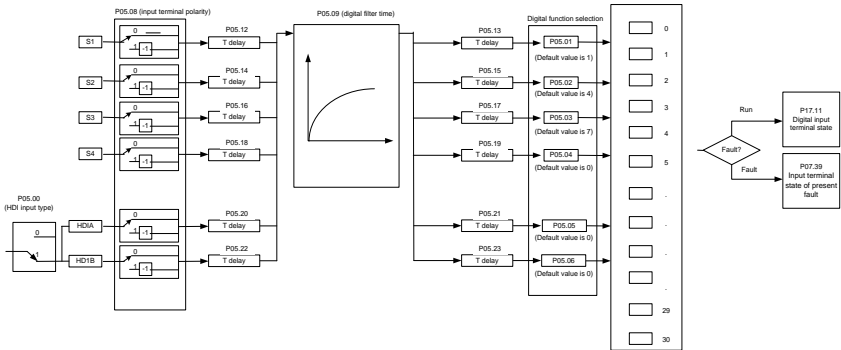 P05.08 (input terminal polarity)
P05.12
P05.09 (digital filter time)
P05.13
Digital function selection
S1
0
1
-1
T delay
T delay
P05.01
(Default value is 1)
0
1
P05.14
P05.15
S2
0
1
-1
T delay
T delay
P05.02
(Default value is 4)
2
P05.16
P05.17
S3
0
1
-1
T delay
T delay
P05.03
(Default value is 7)
3
P05.18
P05.19
S4
0
1
-1
T delay
T delay
P05.04
(Default value is 0)
4
5
Fault?
Run
Fault
P17.11
Digital input
terminal state
P07.39
Input terminal
state of present
fault
P05.00
(HDI input type)
0
1
P05.20
P05.21
HDIA
0
1
-1
T delay
T delay
P05.05
(Default value is 0)
.
.
P05.22
P05.23
HD1B
0
1
-1
T delay
T delay
P05.06
(Default value is 0)
.
.
29
30